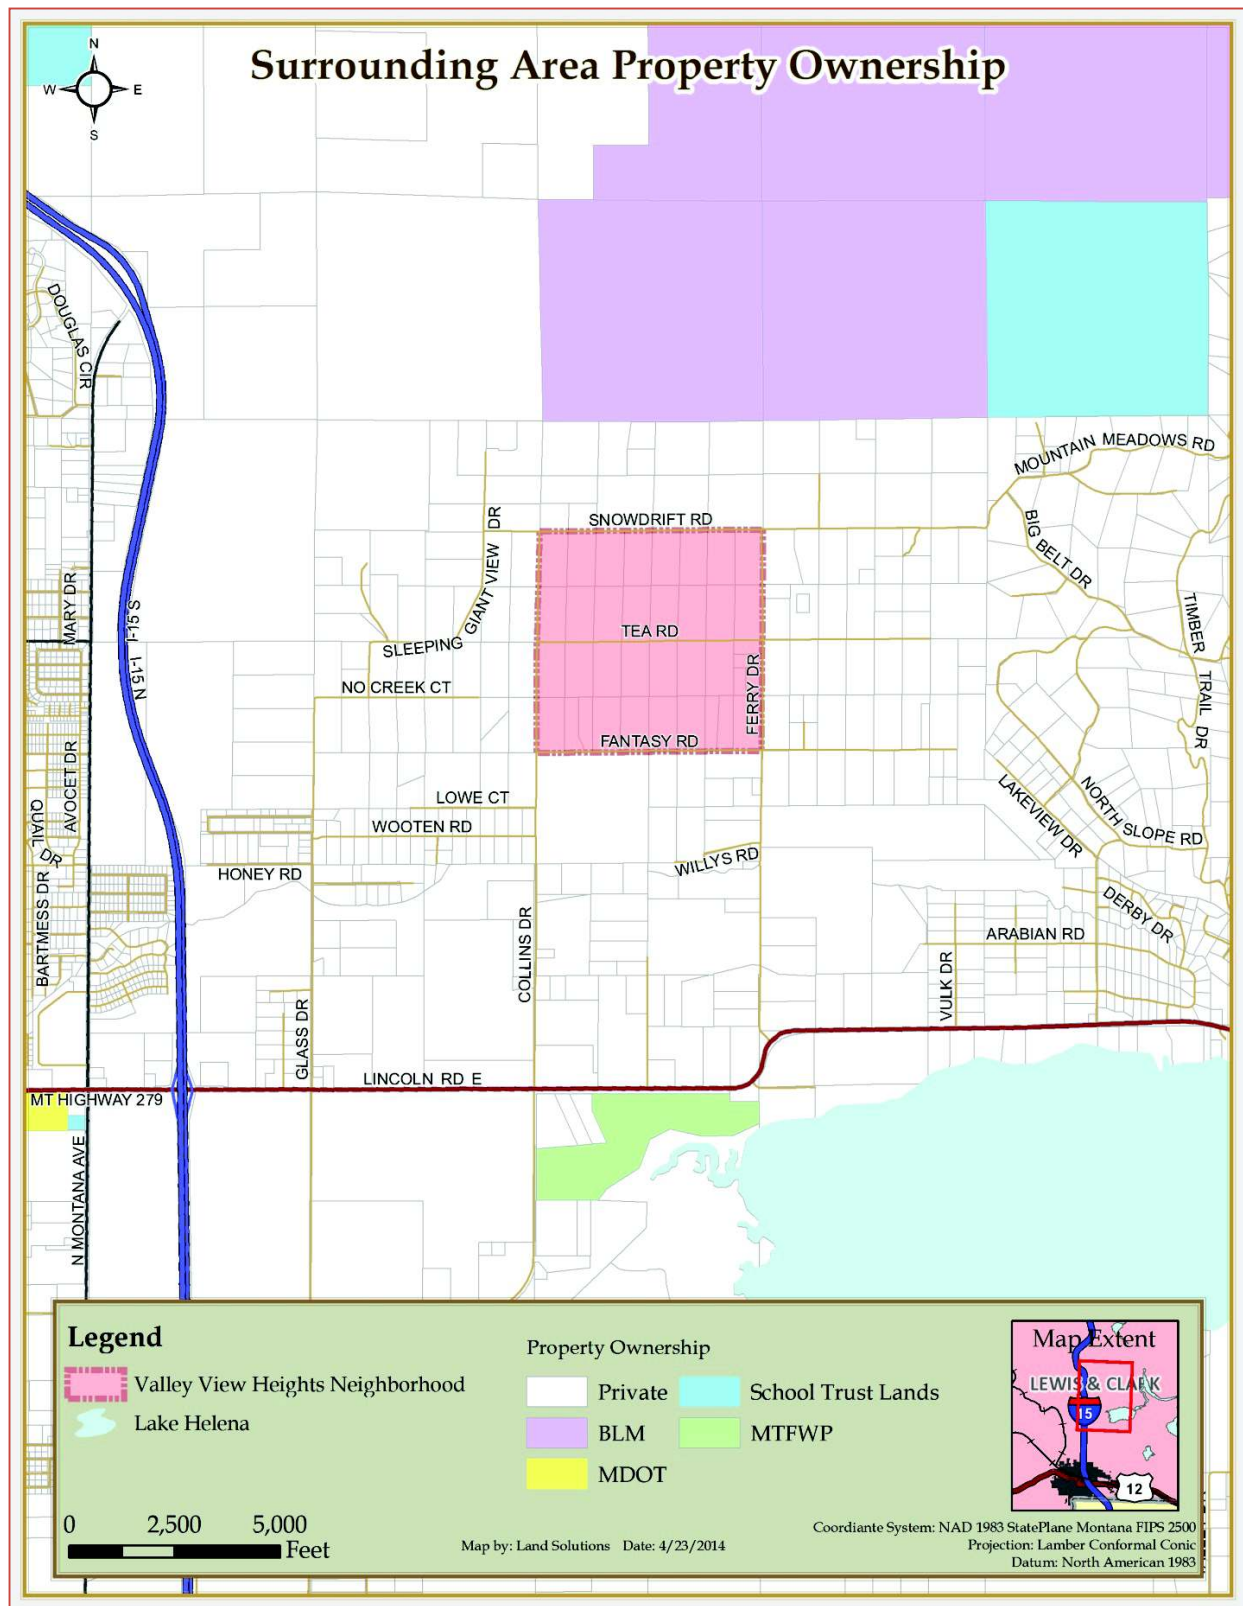 Surrounding Area Property Ownership
N
W E
S
DOUGLAS CIR
MOUNTAIN MEADOWS RD
SNOWDRIFT RD
BIG BELT DR
SLEEPING GIANT VIEW DR
MARY DR
I-15 S
I-15 N
TIMBER TRAIL DR
TEA RD
NO CREEK CT
FERRY DR
FANTASY RD
AVOCET DR
LOWE CT
WOOTEN RD
QUAIL DR
LAKEVIEW DR
NORTH SLOPE RD
WILLYS RD
HONEY RD
BARTMESS DR
DERBY DR
COLLINS DR
ARABIAN RD
VULK DR
GLASS DR
LINCOLN RD E
MT HIGHWAY 279
N MONTANA AVE
Legend
Valley View Heights Neighborhood
Lake Helena
Property Ownership
Private
School Trust Lands
BLM
MTFWP
MDOT
Map Extent
LEWIS & CLARK
15
12
0 2,500 5,000
Feet
Map by: Land Solutions Date: 4/23/2014
Coordiante System: NAD 1983 StatePlane Montana FIPS 2500
Projection: Lamber Conformal Conic
Datum: North American 1983